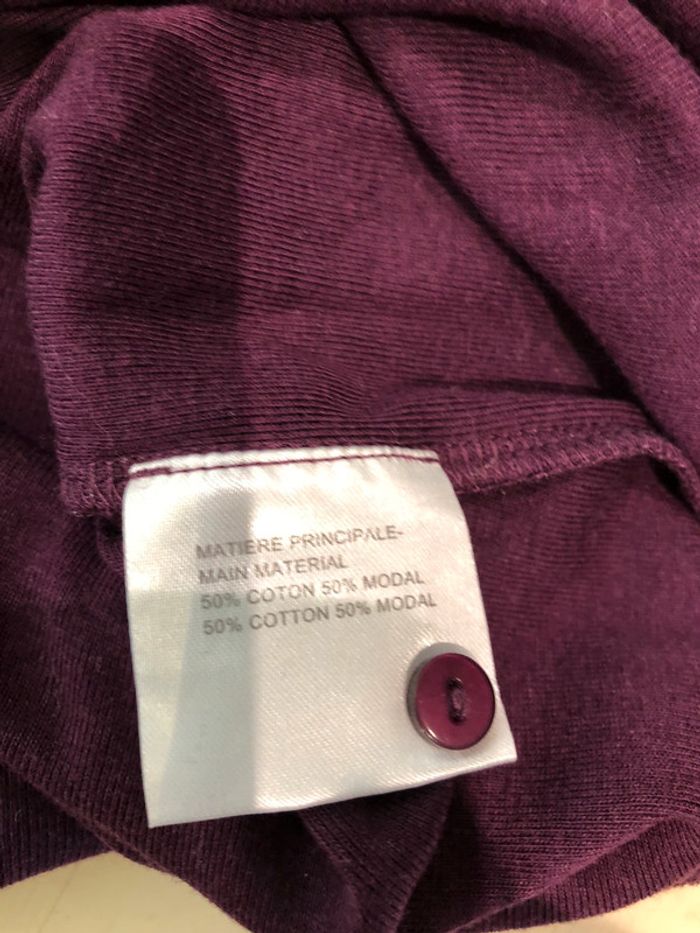 MATIERE PRINCIPALE-
MAIN MATERIAL
50% COTON 50% MODAL
50% COTTON 50% MODAL